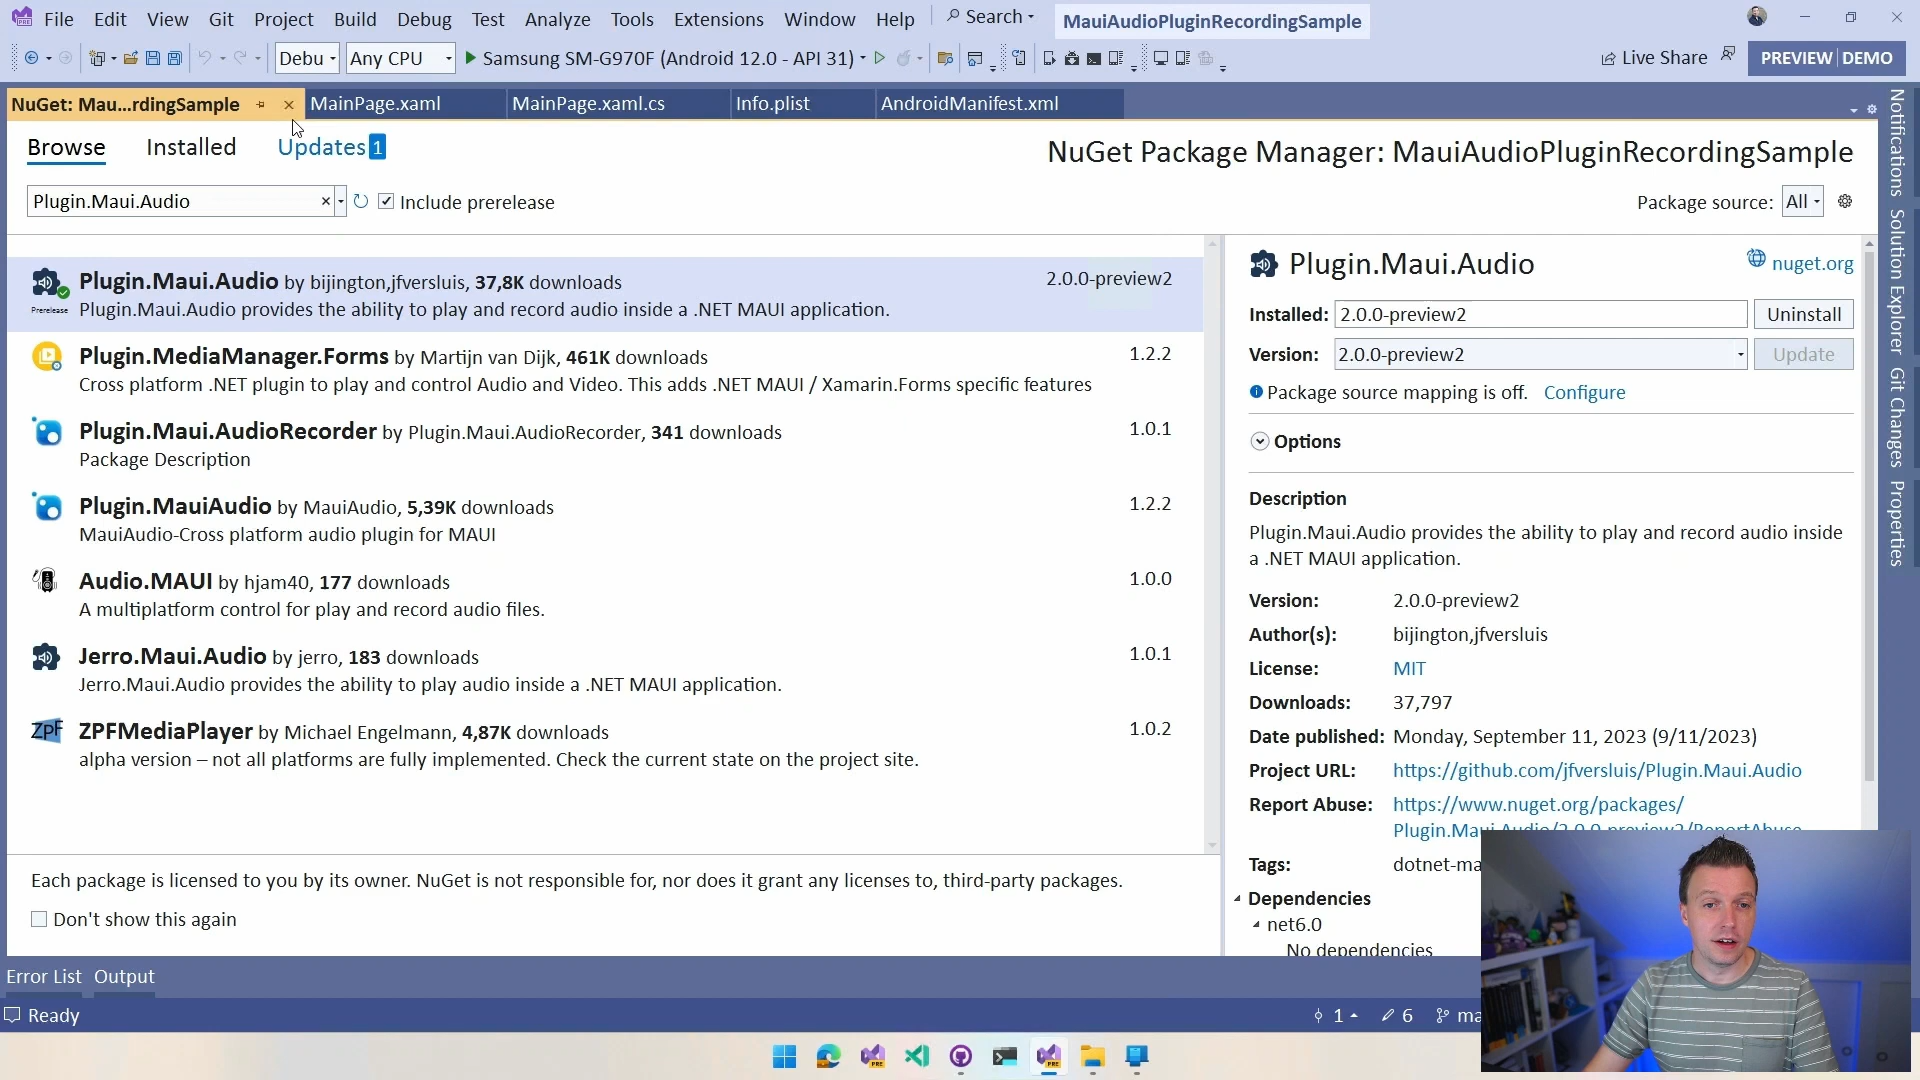 File Edit View Git Project Build Debug Test Analyze Tools Extensions Window Help Search MauiAudioPluginRecordingSample
Debu Any CPU Samsung SM-G970F (Android 12.0 - API 31) Live Share PREVIEW DEMO
NuGet: Mau...rdingSample MainPage.xaml MainPage.xaml.cs Info.plist AndroidManifest.xml
Browse Installed Updates 1
NuGet Package Manager: MauiAudioPluginRecordingSample
Plugin.Maui.Audio Include prerelease
Package source: All
Plugin.Maui.Audio by bijington,jfversluis, 37,8K downloads 2.0.0-preview2
Prerelease
Plugin.Maui.Audio provides the ability to play and record audio inside a .NET MAUI application.
Plugin.MediaManager.Forms by Martijn van Dijk, 461K downloads 1.2.2
Cross platform .NET plugin to play and control Audio and Video. This adds .NET MAUI / Xamarin.Forms specific features
Plugin.Maui.AudioRecorder by Plugin.Maui.AudioRecorder, 341 downloads 1.0.1
Package Description
Plugin.MauiAudio by MauiAudio, 5,39K downloads 1.2.2
MauiAudio-Cross platform audio plugin for MAUI
Audio.MAUI by hjam40, 177 downloads 1.0.0
A multiplatform control for play and record audio files.
Jerro.Maui.Audio by jerro, 183 downloads 1.0.1
Jerro.Maui.Audio provides the ability to play audio inside a .NET MAUI application.
ZPF
ZPFMediaPlayer by Michael Engelmann, 4,87K downloads 1.0.2
alpha version – not all platforms are fully implemented. Check the current state on the project site.
Each package is licensed to you by its owner. NuGet is not responsible for, nor does it grant any licenses to, third-party packages.
Don't show this again
Plugin.Maui.Audio nuget.org
Installed: 2.0.0-preview2 Uninstall
Version: 2.0.0-preview2 Update
Package source mapping is off. Configure
Options
Description
Plugin.Maui.Audio provides the ability to play and record audio inside
a .NET MAUI application.
Version: 2.0.0-preview2
Author(s): bijington,jfversluis
License: MIT
Downloads: 37,797
Date published: Monday, September 11, 2023 (9/11/2023)
Project URL: https://github.com/jfversluis/Plugin.Maui.Audio
Report Abuse: https://www.nuget.org/packages/
Plugin.Maui.Audio/2.0.0-preview2/ReportAbuse
Tags: dotnet-ma
Dependencies
net6.0
No dependencies
Notifications
Solution Explorer
Git Changes
Properties
Error List Output
Ready 1 6 ma